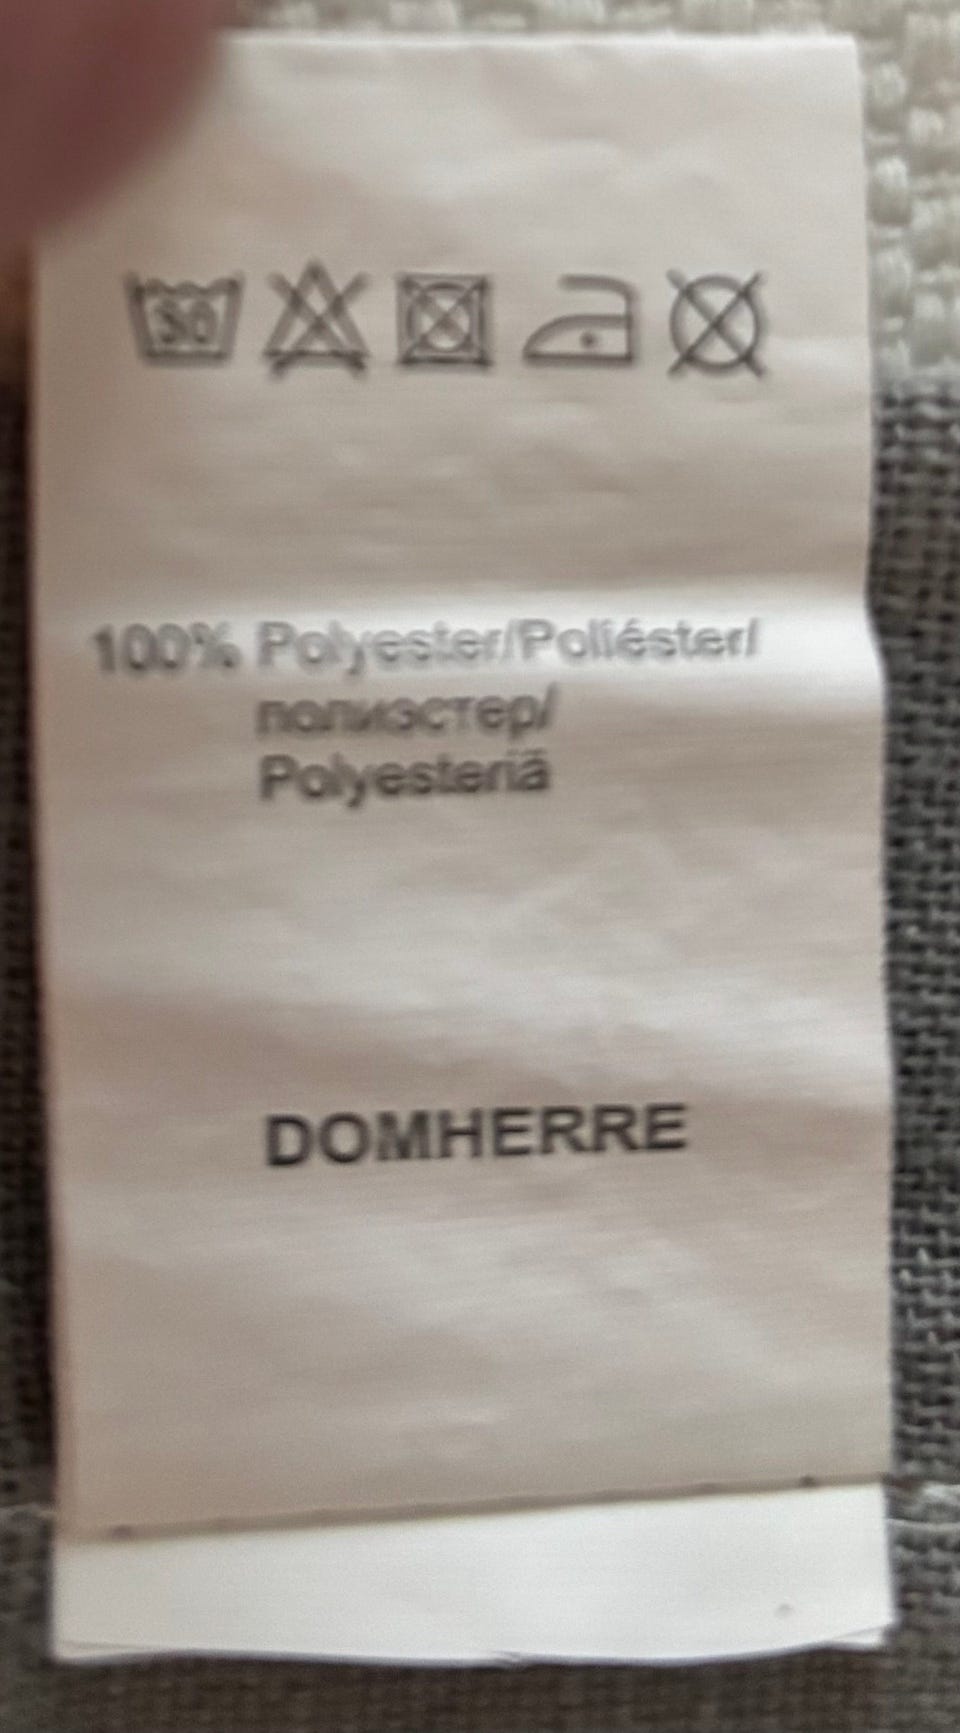 30
100% Polyester/Poliéster/
полиэстер/
Polyesteriä
DOMHERRE